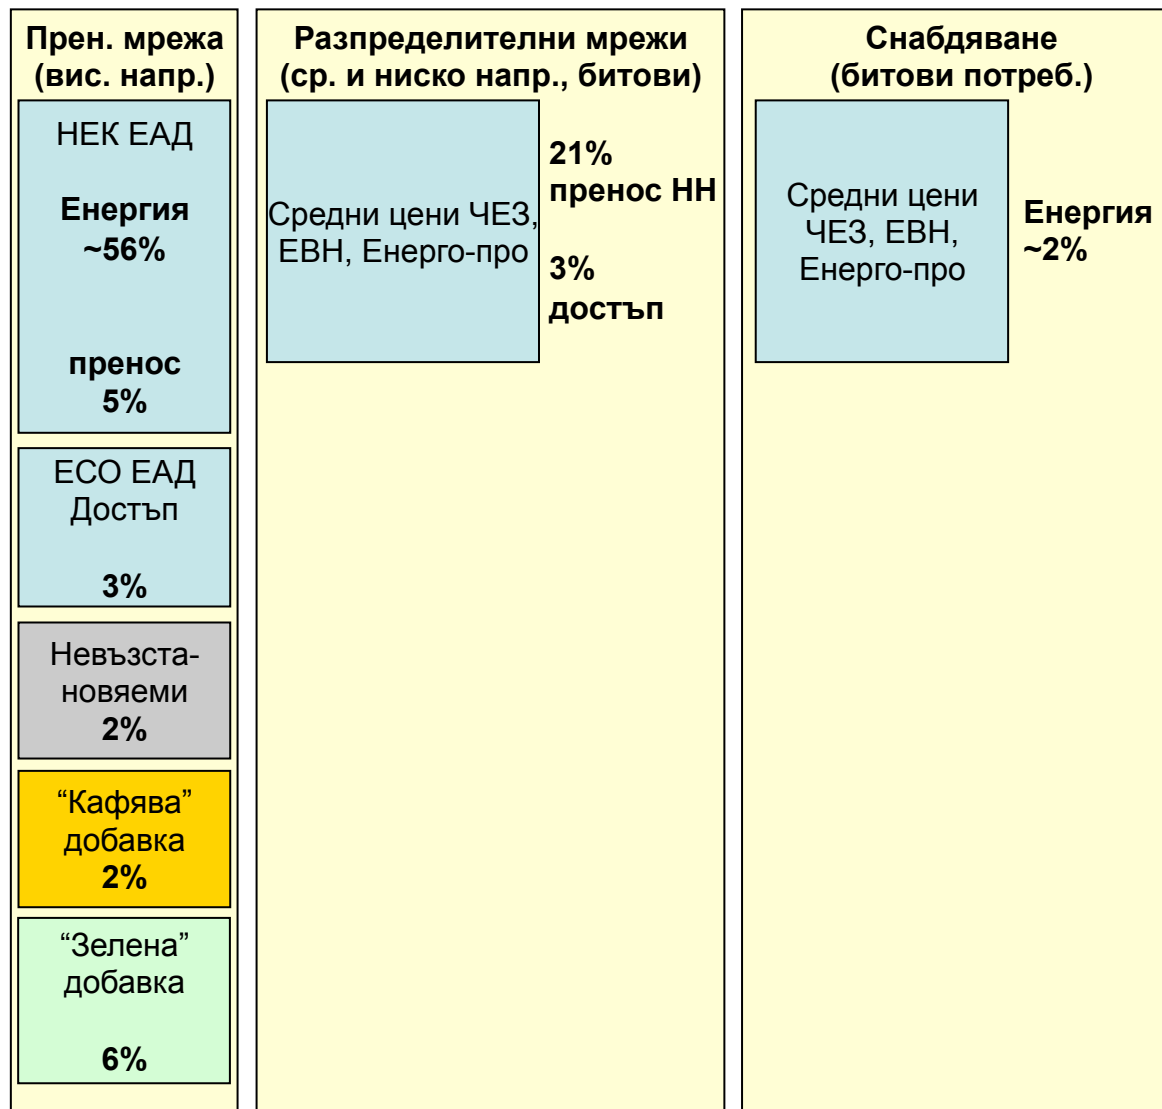 Прен. мрежа
(вис. напр.)
НЕК ЕАД
Енергия
~56%
пренос
5%
ЕСО ЕАД
Достъп
3%
Невъзста-
новяеми
2%
“Кафява”
добавка
2%
“Зелена”
добавка
6%
Разпределителни мрежи
(ср. и ниско напр., битови)
Средни цени ЧЕЗ,
ЕВН, Енерго-про
21%
пренос НН
3%
достъп
Снабдяване
(битови потреб.)
Средни цени
ЧЕЗ, ЕВН,
Енерго-про
Енергия
~2%